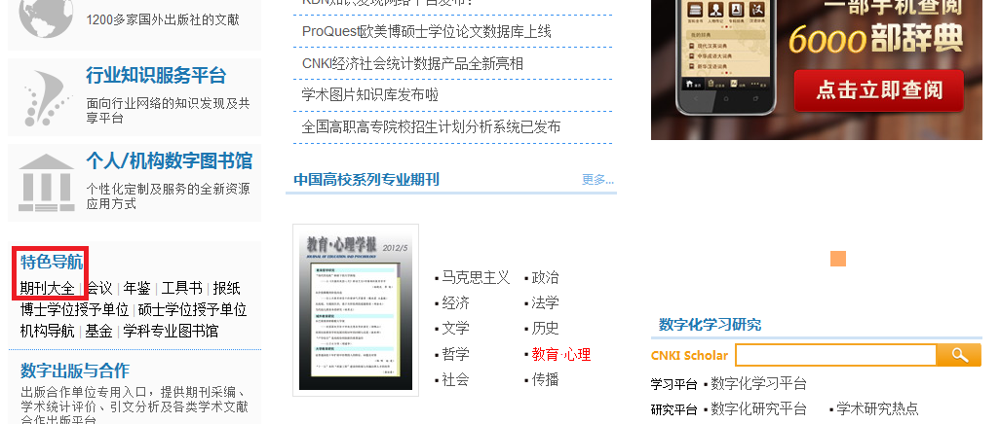 1200多家国外出版社的文献
行业知识服务平台
面向行业网络的知识发现及共
享平台
个人/机构数字图书馆
个性化定制及服务的全新资源
应用方式
特色导航
期刊大全 | 会议 | 年鉴 | 工具书 | 报纸
博士学位授予单位 | 硕士学位授予单位
机构导航 | 基金 | 学科专业图书馆
数字出版与合作
出版合作单位专用入口，提供期刊采编、
学术统计评价、引文分析及各类学术文献
合作出版平台
ProQuest欧美博硕士学位论文数据库上线
CNKI经济社会统计数据产品全新亮相
学术图片知识库发布啦
全国高职高专院校招生计划分析系统已发布
中国高校系列专业期刊
更多...
教育·心理学报 2012/5
JOURNAL OF EDUCATION AND PSYCHOLOGY
马克思主义
政治
经济
法学
文学
历史
哲学
教育·心理
社会
传播
一部手机查阅
6000部辞典
点击立即查阅
数字化学习研究
CNKI Scholar
学习平台 数字化学习平台
研究平台 数字化研究平台 学术研究热点